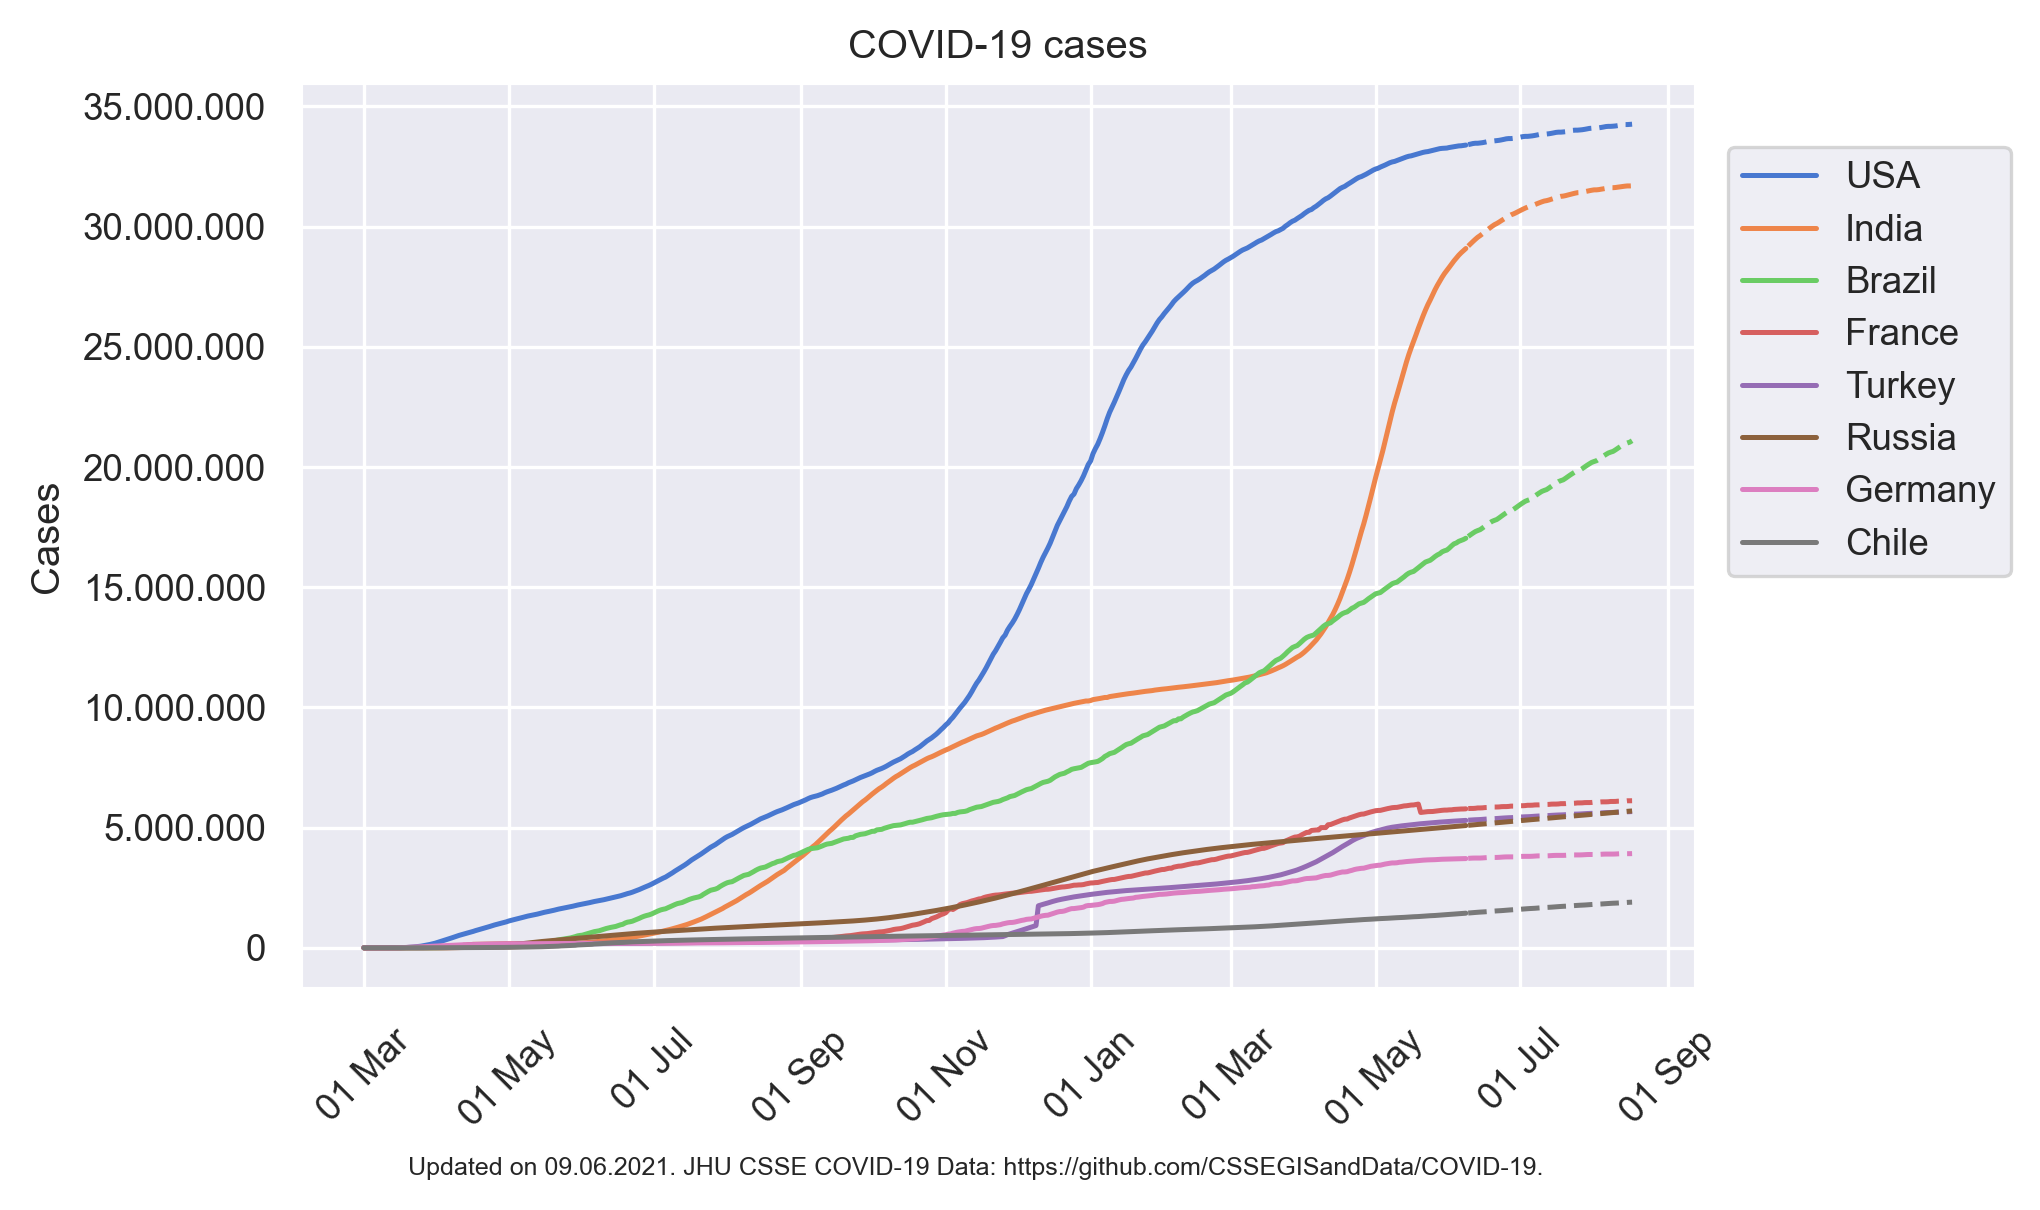 COVID-19 cases
35.000.000
30.000.000
25.000.000
20.000.000
15.000.000
10.000.000
5.000.000
0
Cases
01 Mar
01 May
01 Jul
01 Sep
01 Nov
01 Jan
01 Mar
01 May
01 Jul
01 Sep
USA
India
Brazil
France
Turkey
Russia
Germany
Chile
Updated on 09.06.2021. JHU CSSE COVID-19 Data: https://github.com/CSSEGISandData/COVID-19.